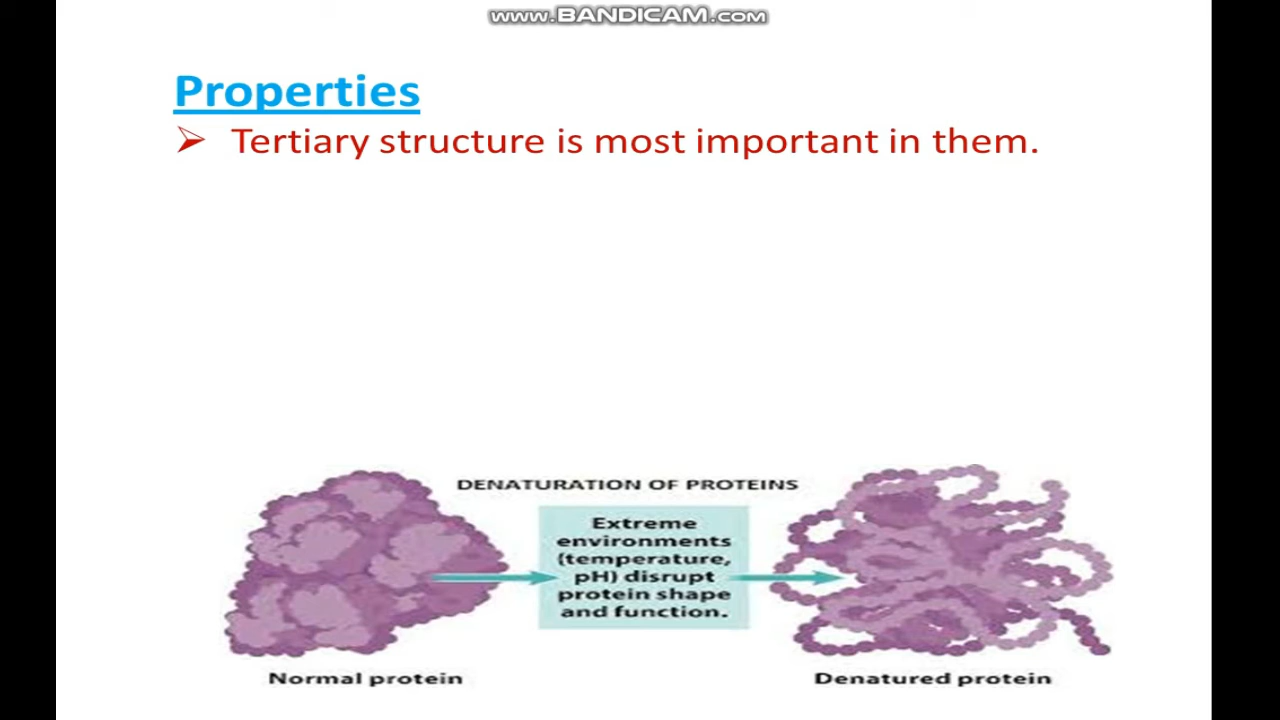 www.BANDICAM.com
Properties
➢ Tertiary structure is most important in them.
DENATURATION OF PROTEINS
Extreme
environments
(temperature,
pH) disrupt
protein shape
and function.
Normal protein
Denatured protein